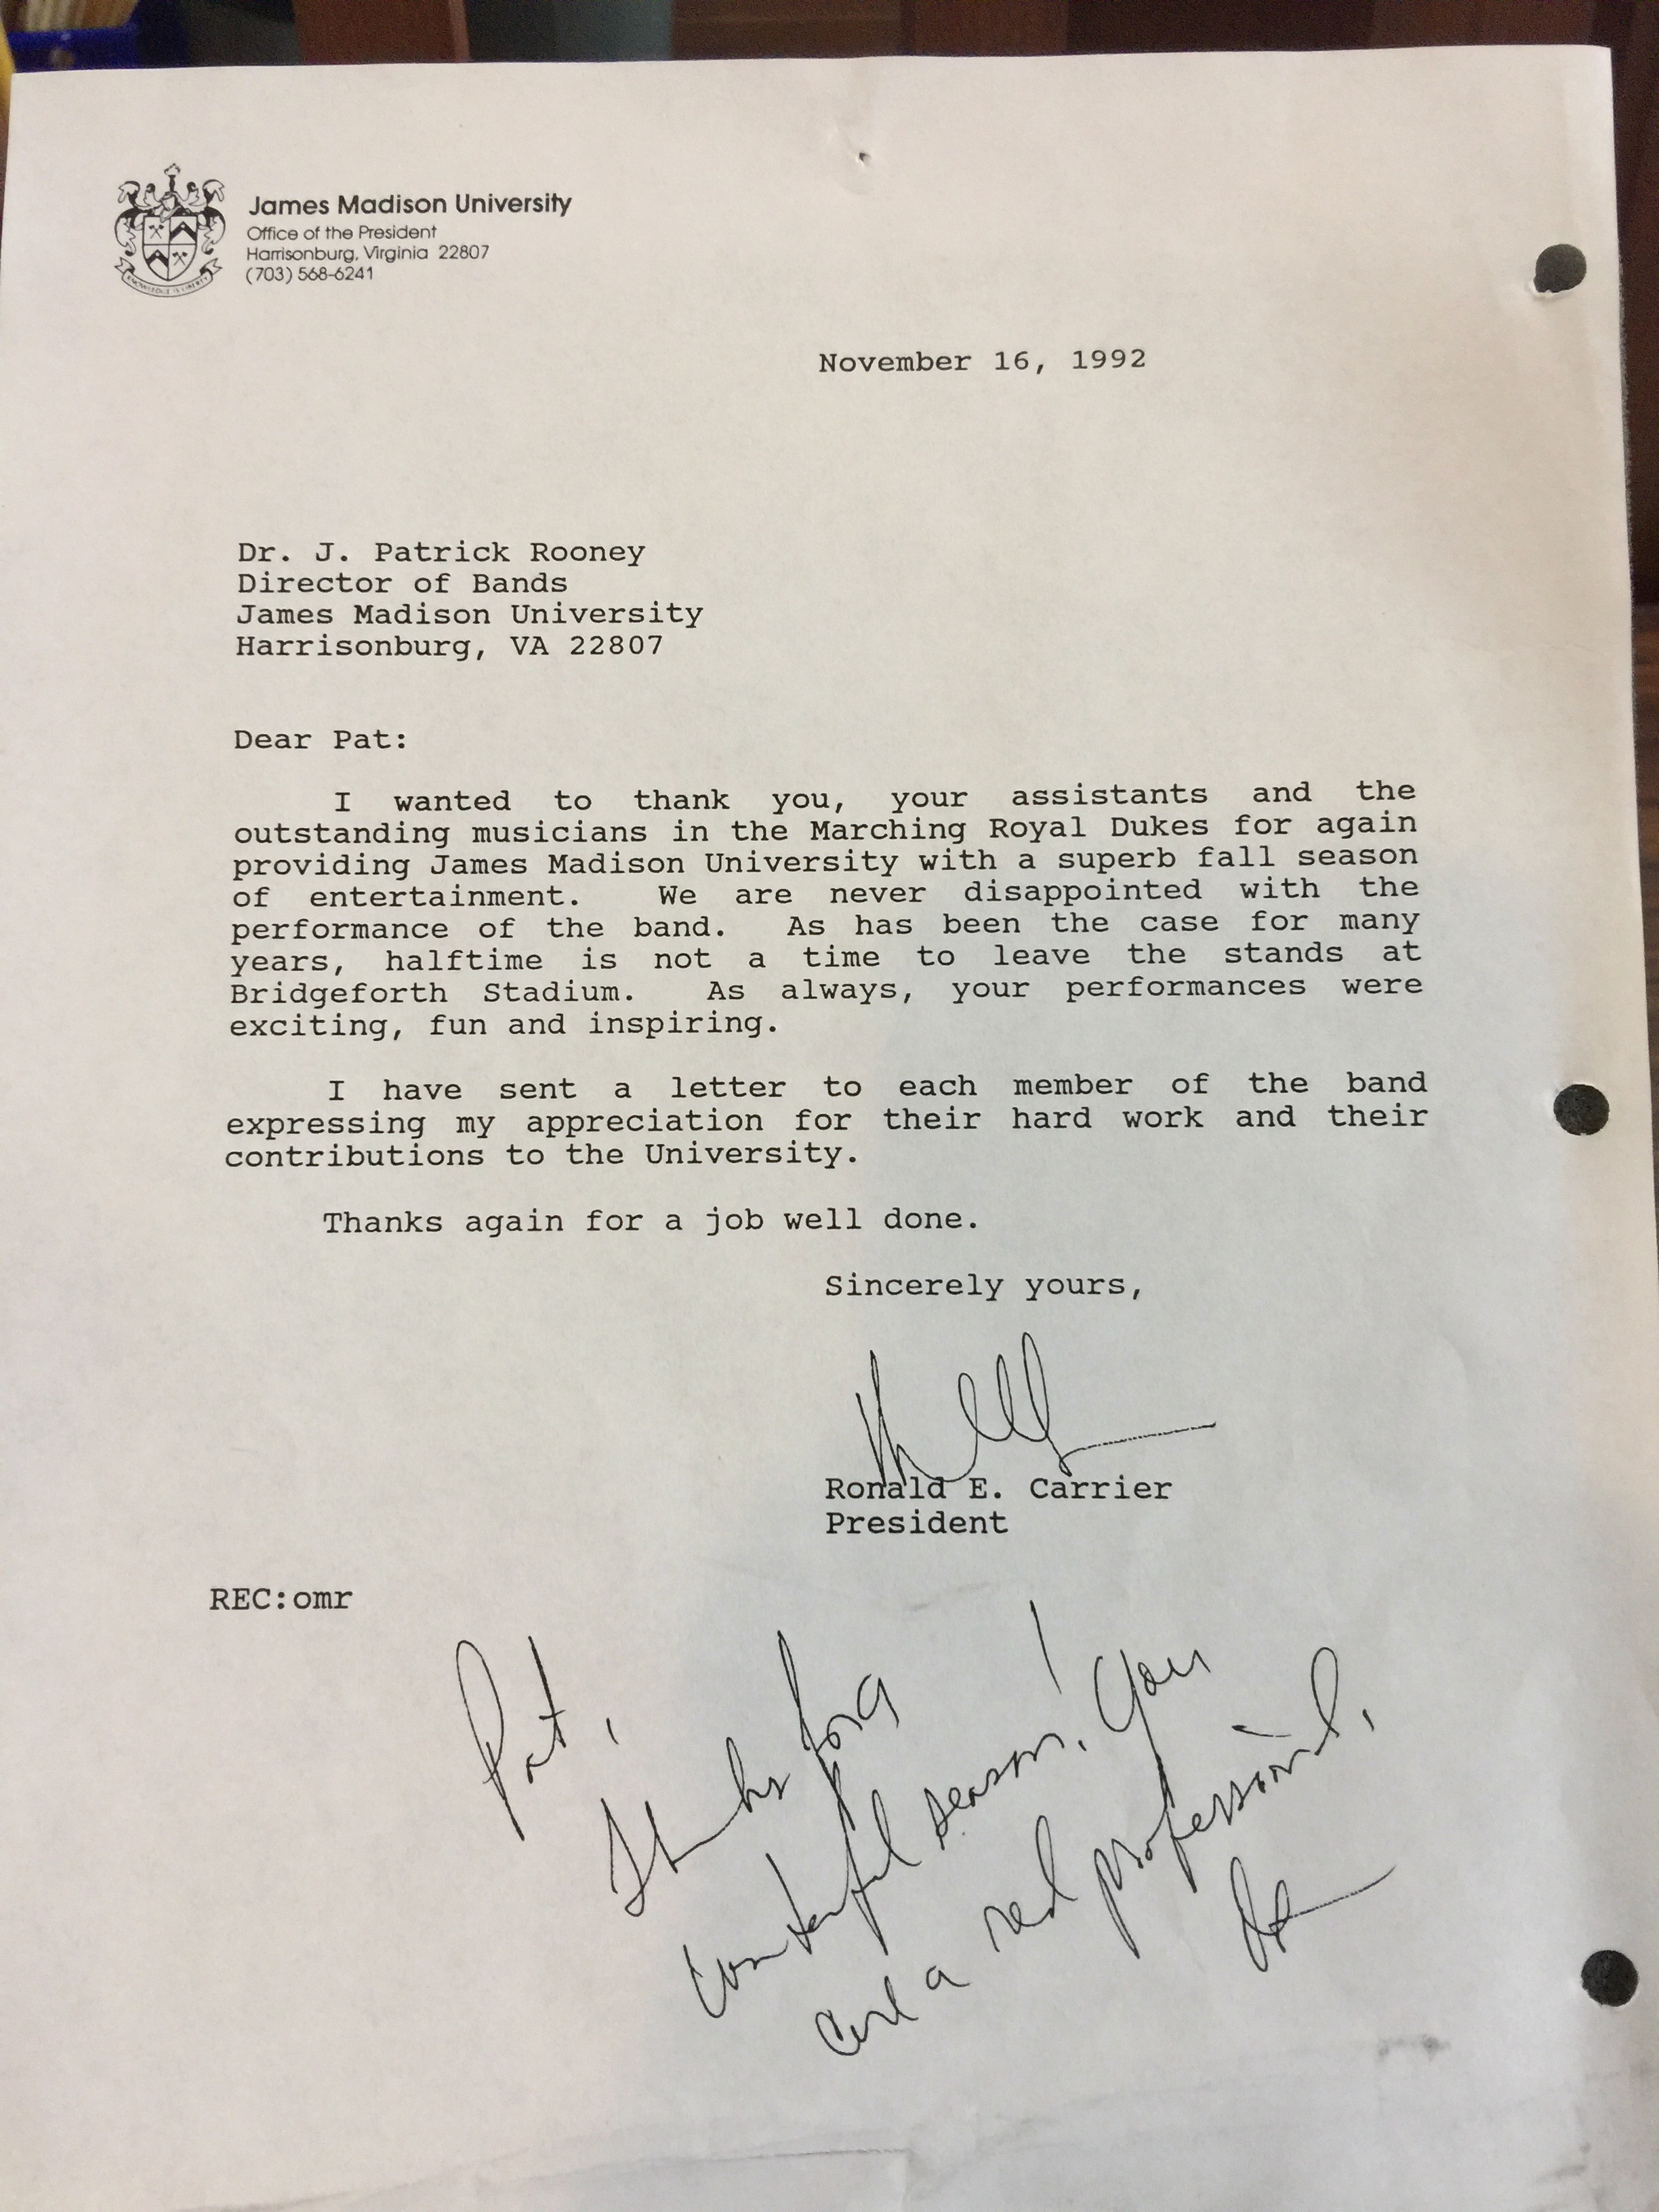 James Madison University
Office of the President
Harrisonburg, Virginia 22807
(703) 568-6241
KNOWLEDGE IS LIBERTY
November 16, 1992
Dr. J. Patrick Rooney
Director of Bands
James Madison University
Harrisonburg, VA 22807
Dear Pat:
I wanted to thank you, your assistants and the
outstanding musicians in the Marching Royal Dukes for again
providing James Madison University with a superb fall season
of entertainment. We are never disappointed with the
performance of the band. As has been the case for many
years, halftime is not a time to leave the stands at
Bridgeforth Stadium. As always, your performances were
exciting, fun and inspiring.
I have sent a letter to each member of the band
expressing my appreciation for their hard work and their
contributions to the University.
Thanks again for a job well done.
Sincerely yours,
Ronald E. Carrier
President
REC:omr
Pat,
Thanks for a
wonderful season! You
are a real professional.